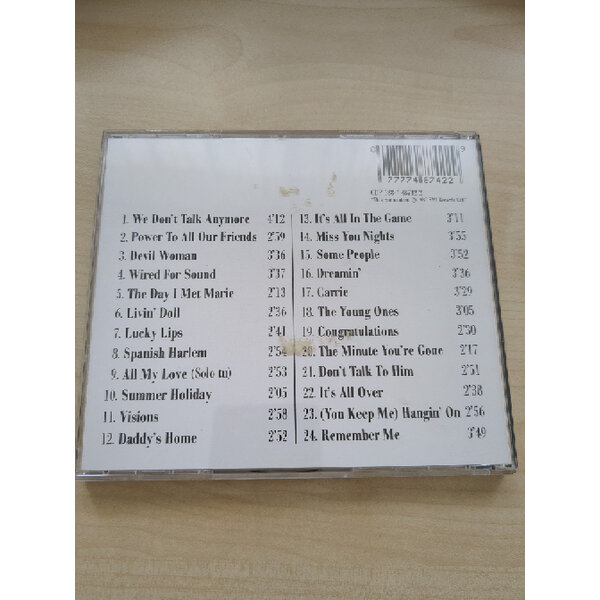 0
9
77774 87422
1. We Don't Talk Anymore 4'12
2. Power To All Our Friends 2'59
3. Devil Woman 3'36
4. Wired For Sound 3'37
5. The Day I Met Marie 2'13
6. Livin' Doll 2'36
7. Lucky Lips 2'41
8. Spanish Harlem 2'54
9. All My Love (Solo tu) 2'53
10. Summer Holiday 2'05
11. Visions 2'58
12. Daddy's Home 2'52
13. It's All In The Game 3'11
14. Miss You Nights 3'55
15. Some People 3'52
16. Dreamin' 3'36
17. Carrie 3'29
18. The Young Ones 3'05
19. Congratulations 2'30
20. The Minute You're Gone 2'17
21. Don't Talk To Him 2'51
22. It's All Over 2'38
23. (You Keep Me) Hangin' On 2'56
24. Remember Me 3'49